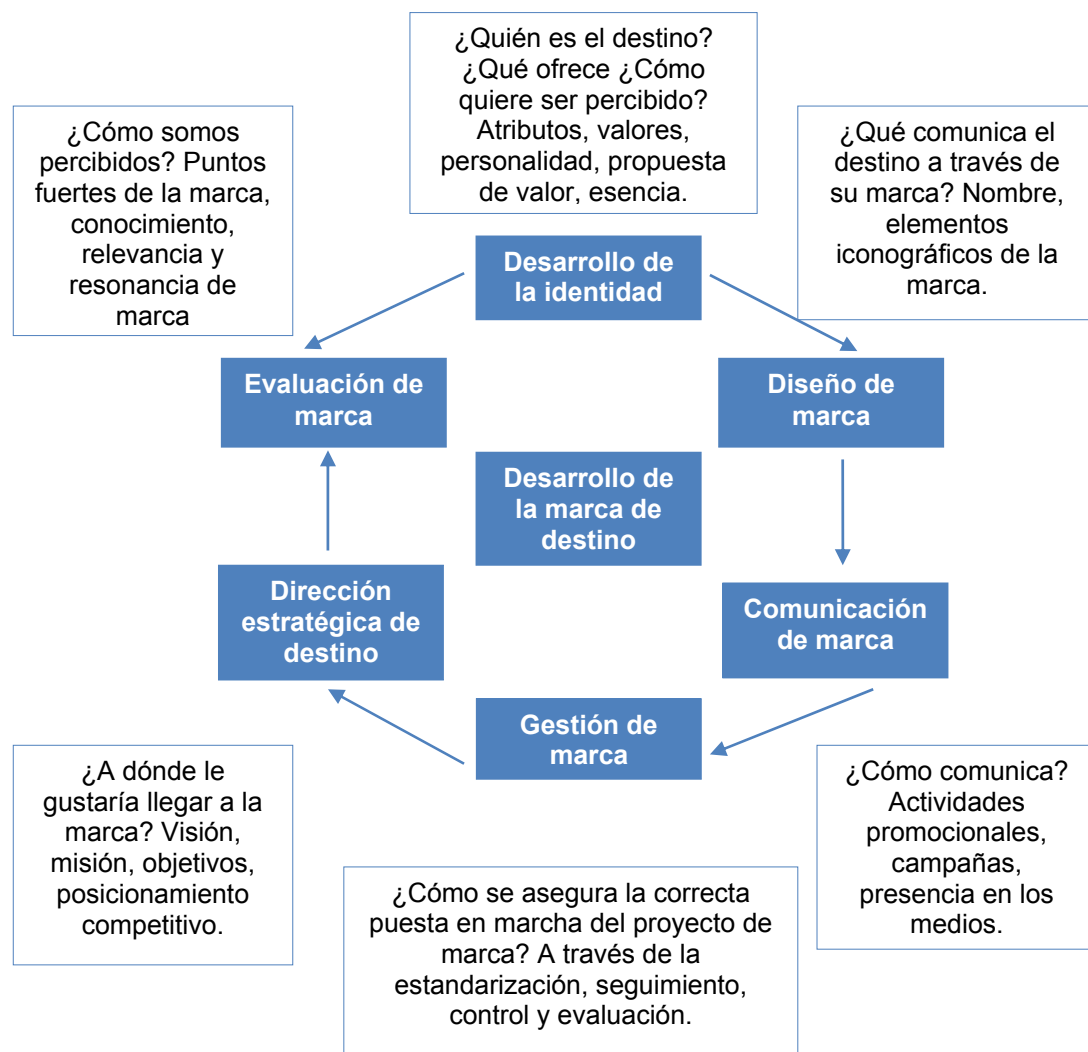 ¿Quién es el destino?
¿Qué ofrece ¿Cómo
quiere ser percibido?
Atributos, valores,
personalidad, propuesta
de valor, esencia.
¿Cómo somos
percibidos? Puntos
fuertes de la marca,
conocimiento,
relevancia y
resonancia de
marca
¿Qué comunica el
destino a través de
su marca? Nombre,
elementos
iconográficos de la
marca.
Desarrollo de
la identidad
Evaluación de
marca
Diseño de
marca
Desarrollo de
la marca de
destino
Dirección
estratégica de
destino
Comunicación
de marca
Gestión de
marca
¿A dónde le
gustaría llegar a la
marca? Visión,
misión, objetivos,
posicionamiento
competitivo.
¿Cómo comunica?
Actividades
promocionales,
campañas,
presencia en los
medios.
¿Cómo se asegura la correcta
puesta en marcha del proyecto de
marca? A través de la
estandarización, seguimiento,
control y evaluación.